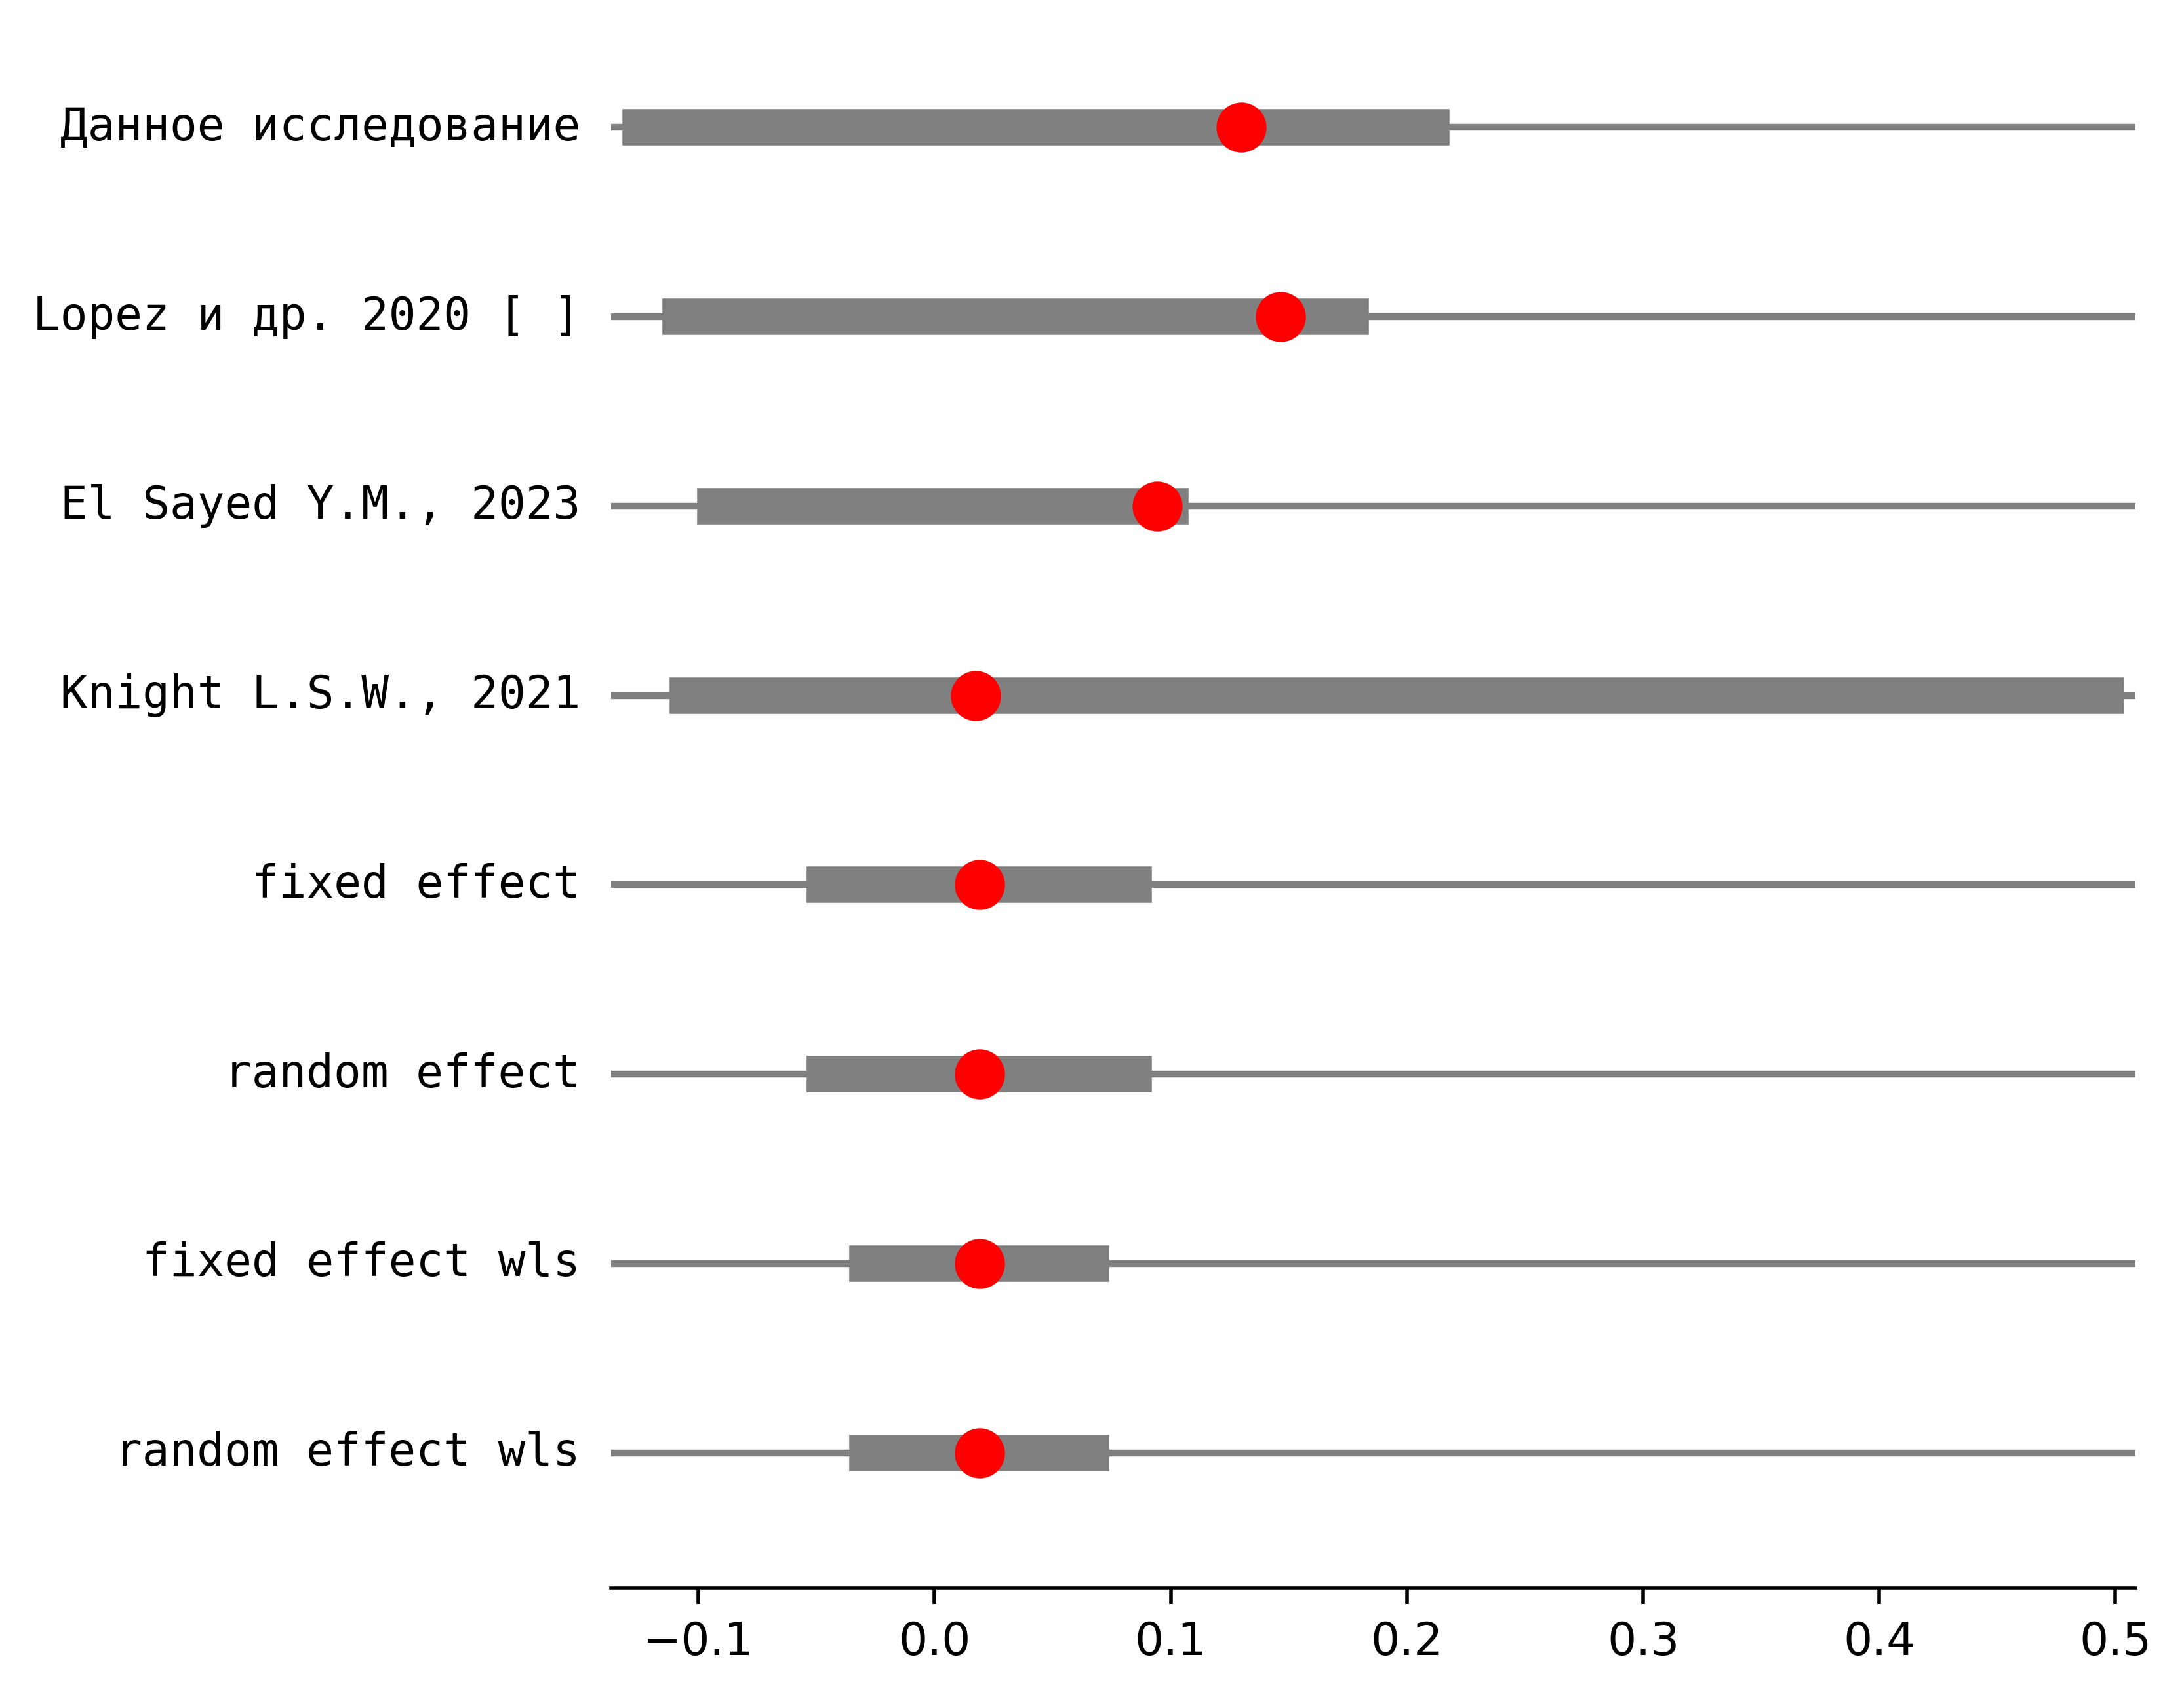 Данное исследование
Lopez и др. 2020 [ ]
El Sayed Y.M., 2023
Knight L.S.W., 2021
fixed effect
random effect
fixed effect wls
random effect wls
−0.1 0.0 0.1 0.2 0.3 0.4 0.5